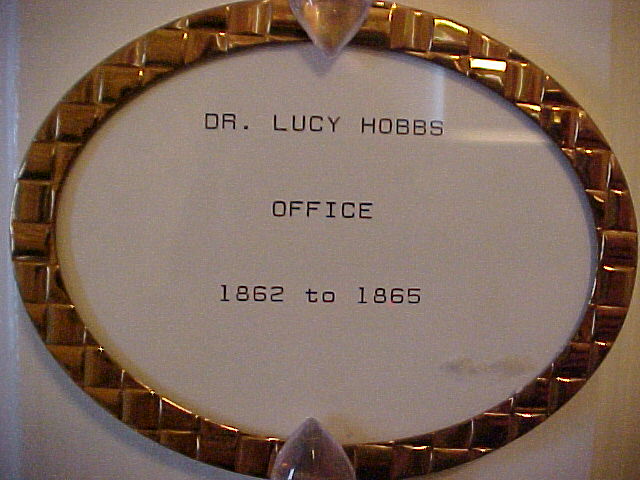 DR. LUCY HOBBS
OFFICE
1862 to 1865